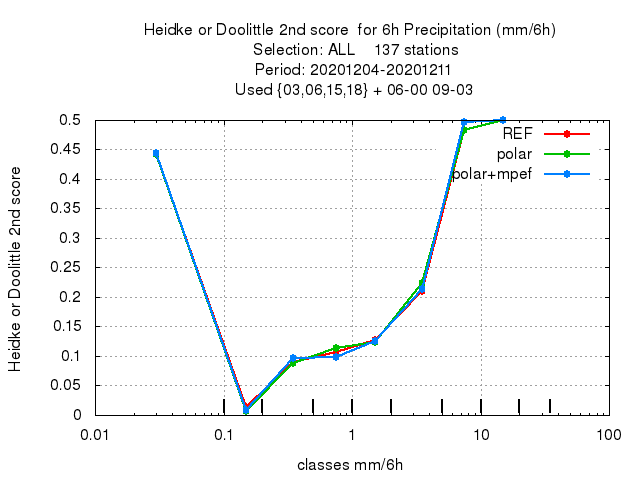 Heidke or Doolittle 2nd score  for 6h Precipitation (mm/6h)
Selection: ALL    137 stations
Period: 20201204-20201211
Used {03,06,15,18} + 06-00 09-03
0.5
0.45
0.4
0.35
0.3
0.25
0.2
0.15
0.1
0.05
0
Heidke or Doolittle 2nd score
REF
polar
polar+mpef
0.01 0.1 1 10 100
classes mm/6h